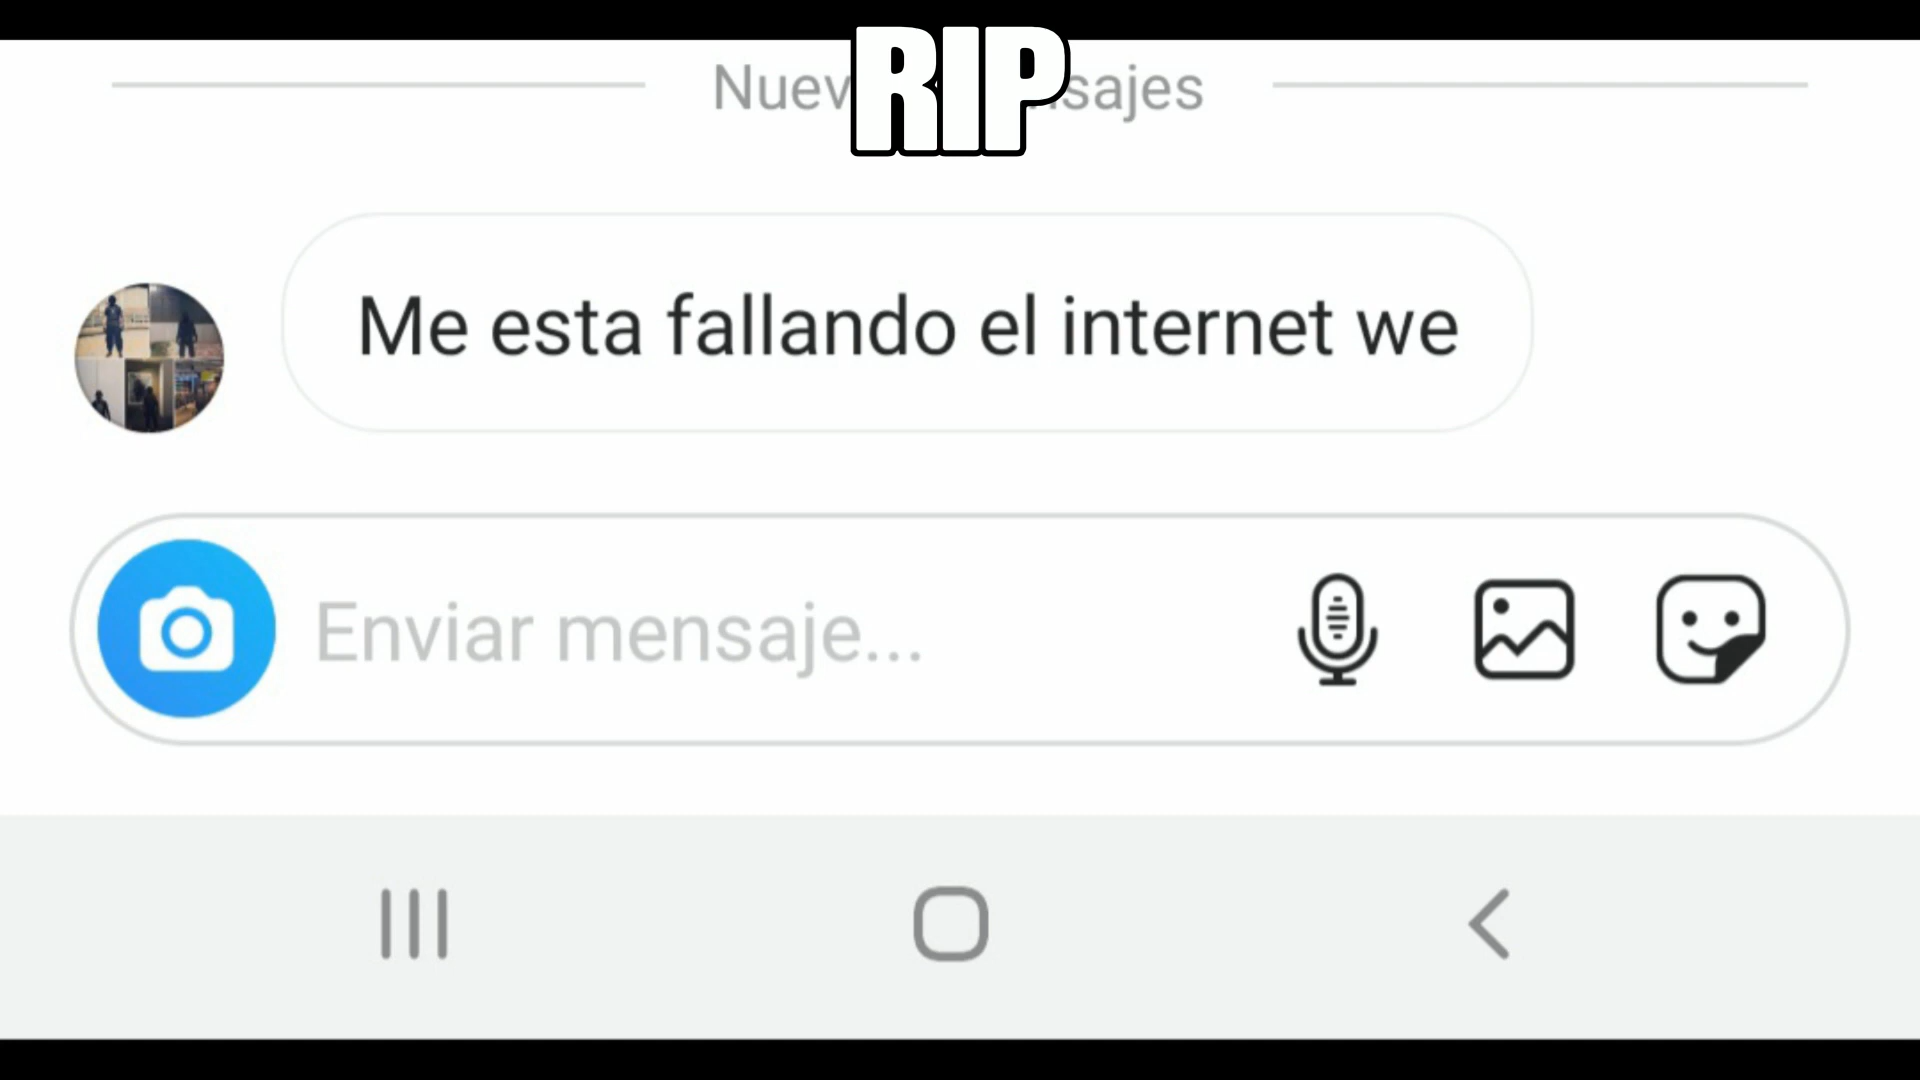 RIP
Nuev sajes
Me esta fallando el internet we
Enviar mensaje...